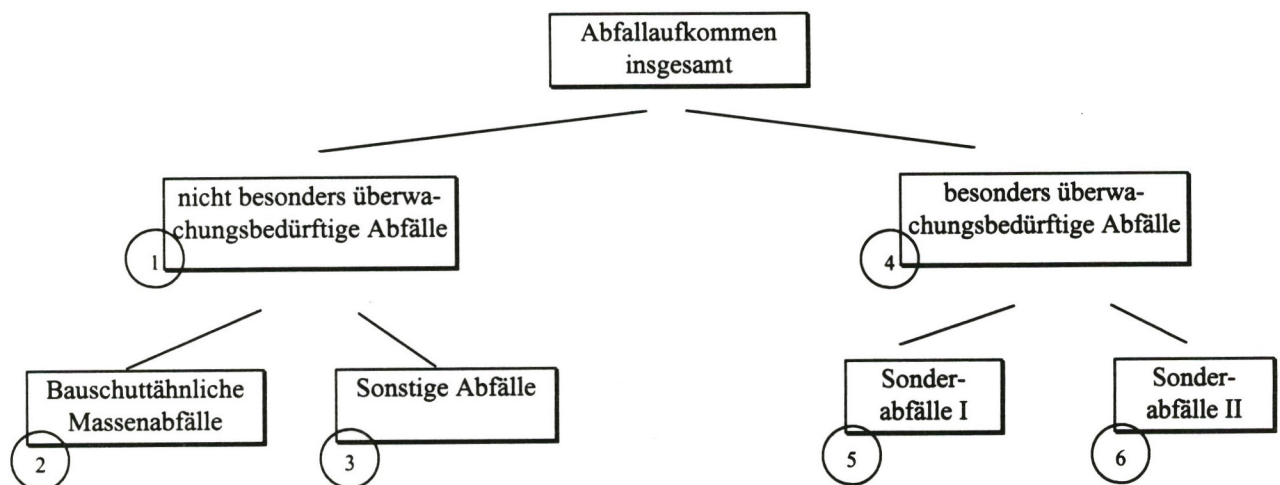 Abfallaufkommen
insgesamt
nicht besonders überwa-
chungsbedürftige Abfälle
1
besonders überwa-
chungsbedürftige Abfälle
4
Bauschuttähnliche
Massenabfälle
2
Sonstige Abfälle
3
Sonder-
abfälle I
5
Sonder-
abfälle II
6